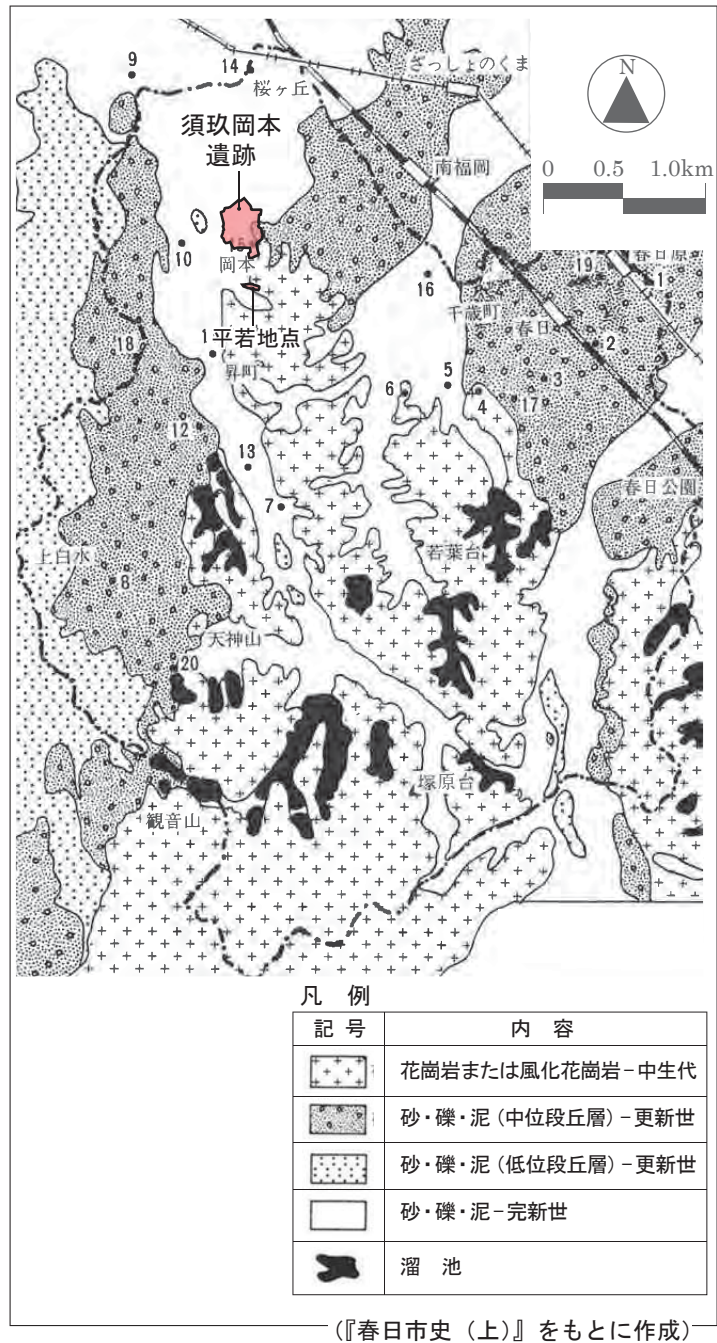 9
14
桜ヶ丘
ざっしょのくま
須玖岡本
遺跡
南福岡
N
0 0.5 1.0km
10
15
岡本
16
19
春日原
1
千歳町
春日
2
平若地点
18
1
昇町
6
5
4
3
17
12
13
7
春日公園
上白水
若葉台
8
天神山
20
塚原台
観音山
凡 例
記 号 内 容
花崗岩または風化花崗岩-中生代
砂・礫・泥(中位段丘層)-更新世
砂・礫・泥(低位段丘層)-更新世
砂・礫・泥-完新世
溜 池
(『春日市史(上)』をもとに作成)